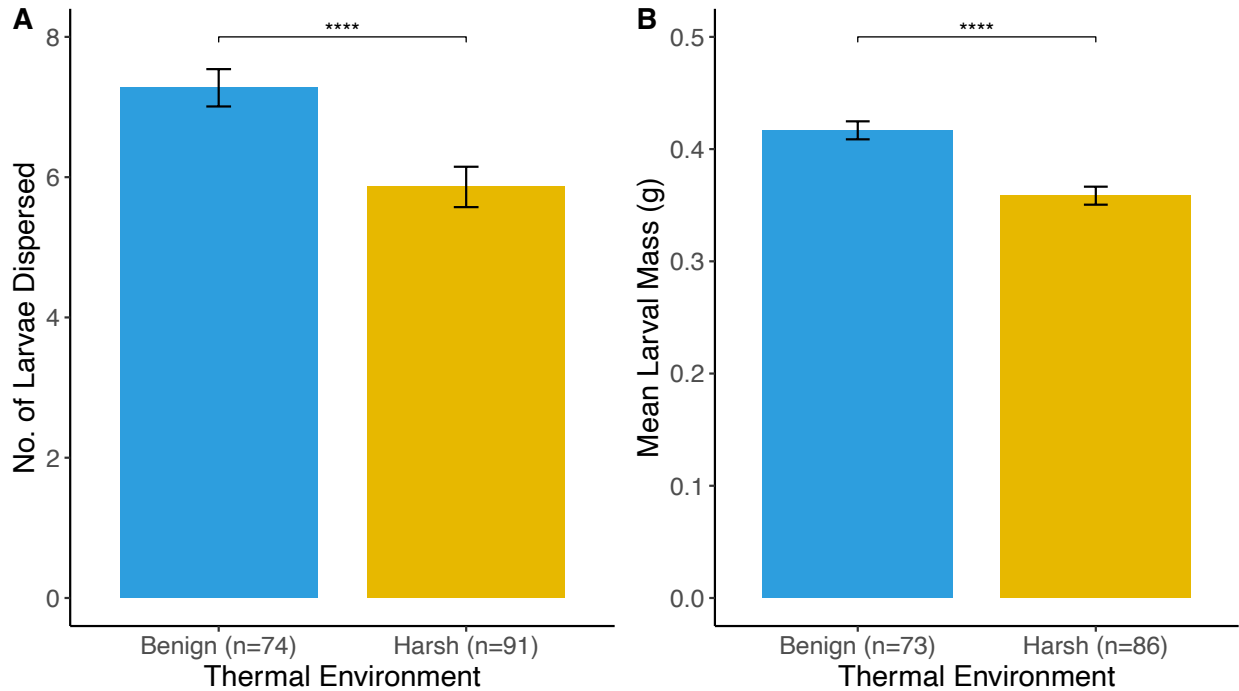 A
No. of Larvae Dispersed
8
6
4
2
0
****
Benign (n=74)
Harsh (n=91)
Thermal Environment
B
Mean Larval Mass (g)
0.5
0.4
0.3
0.2
0.1
0.0
****
Benign (n=73)
Harsh (n=86)
Thermal Environment